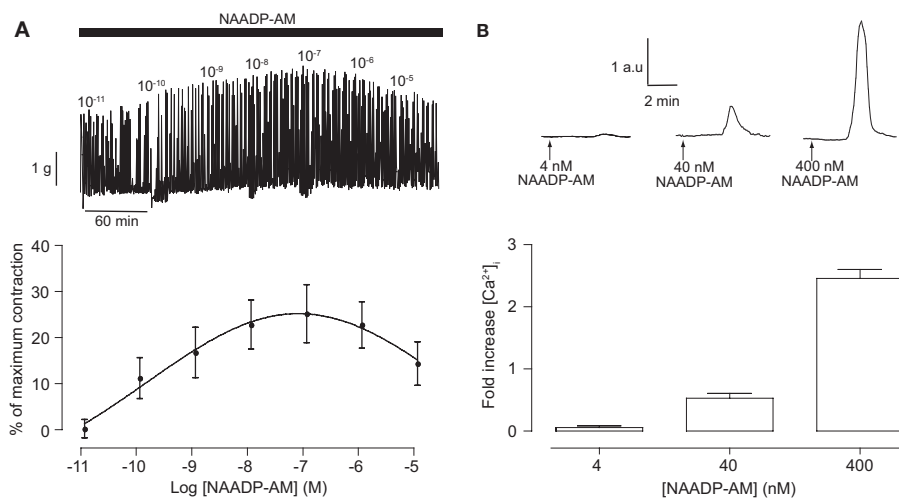 A
NAADP-AM
10⁻¹¹
10⁻¹⁰
10⁻⁹
10⁻⁸
10⁻⁷
10⁻⁶
10⁻⁵
1 g
60 min
% of maximum contraction
40
30
20
10
0
-11 -10 -9 -8 -7 -6 -5
Log [NAADP-AM] (M)
B
1 a.u
2 min
4 nM
NAADP-AM
40 nM
NAADP-AM
400 nM
NAADP-AM
Fold increase [Ca²⁺]ᵢ
3
2
1
0
4 40 400
[NAADP-AM] (nM)